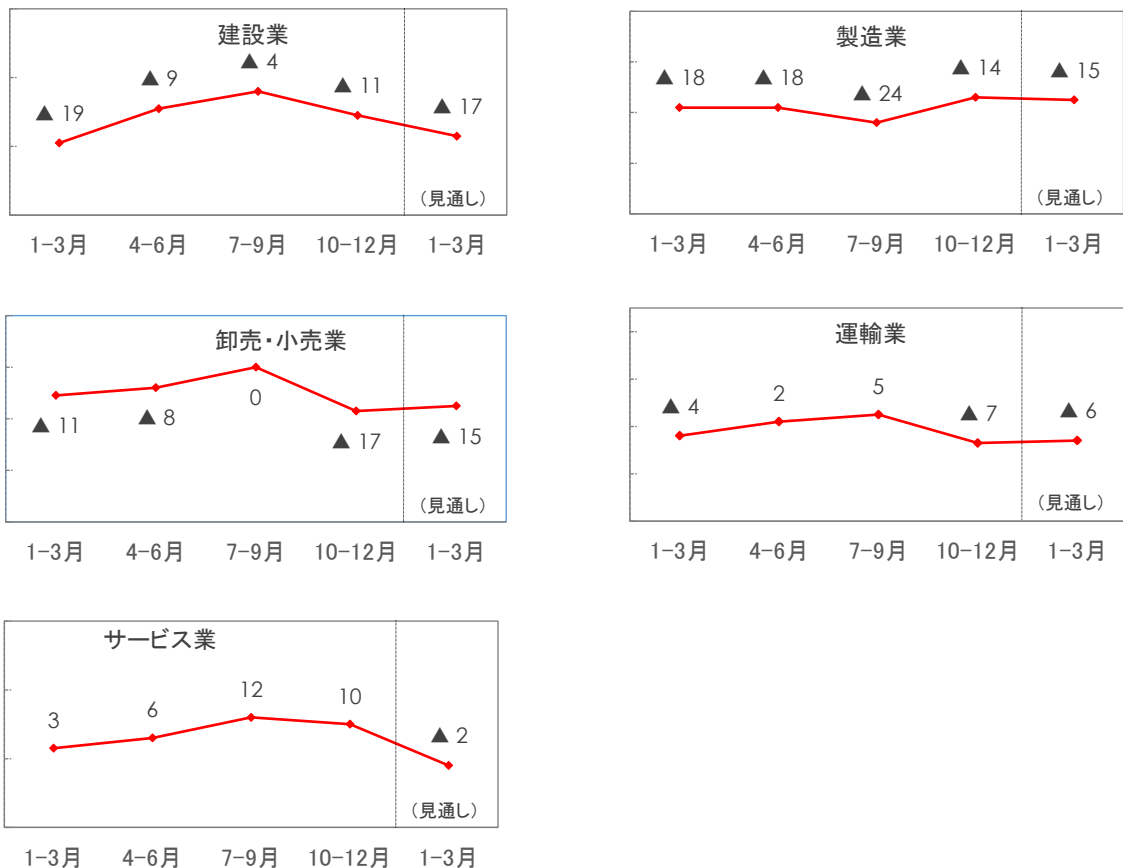 建設業
▲ 19
▲ 9
▲ 4
▲ 11
▲ 17
(見通し)
1-3月 4-6月 7-9月 10-12月 1-3月
製造業
▲ 18
▲ 18
▲ 24
▲ 14
▲ 15
(見通し)
1-3月 4-6月 7-9月 10-12月 1-3月
卸売・小売業
▲ 11
▲ 8
0
▲ 17
▲ 15
(見通し)
1-3月 4-6月 7-9月 10-12月 1-3月
運輸業
▲ 4
2
5
▲ 7
▲ 6
(見通し)
1-3月 4-6月 7-9月 10-12月 1-3月
サービス業
3
6
12
10
▲ 2
(見通し)
1-3月 4-6月 7-9月 10-12月 1-3月